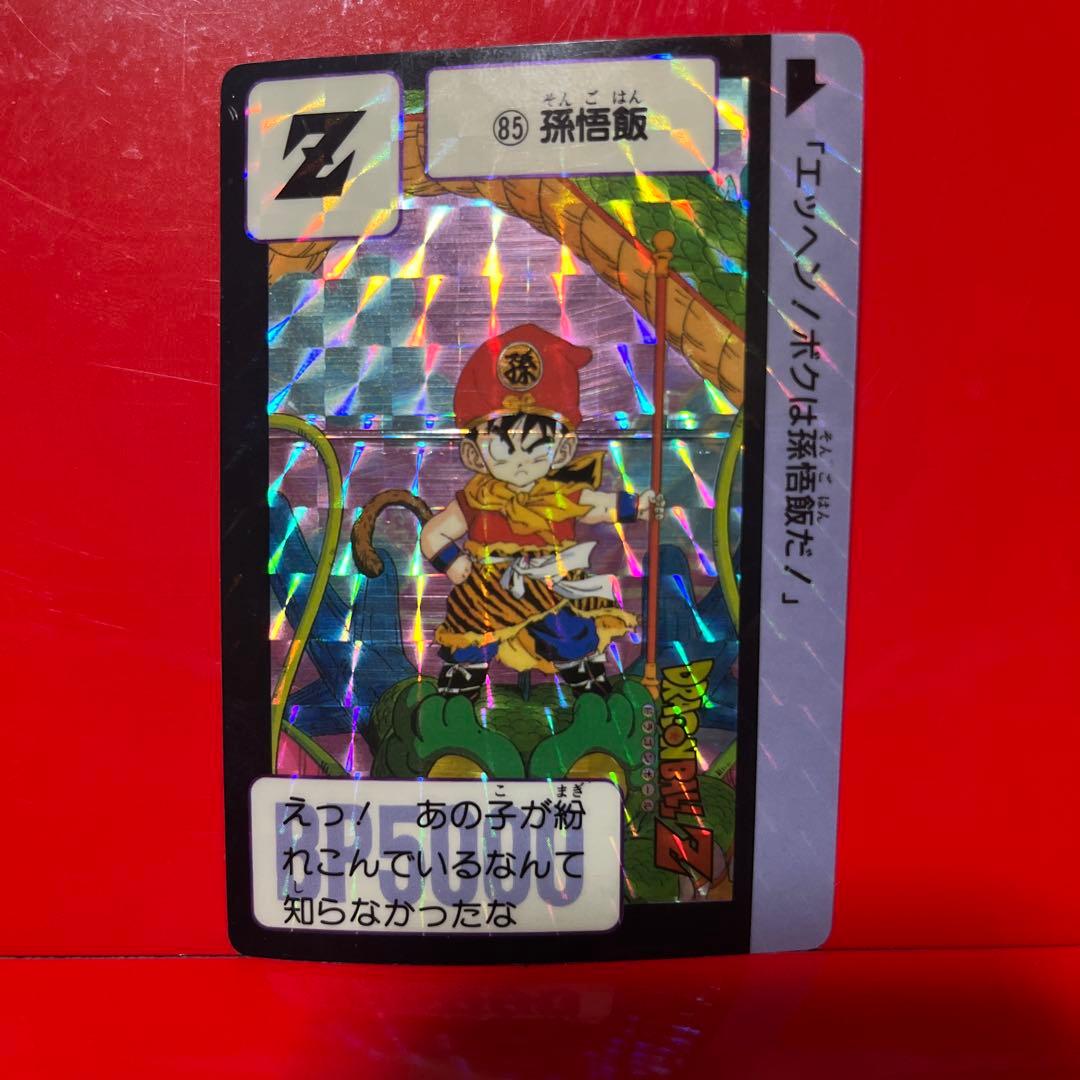 Z
85 孫悟飯
そんごはん
「エッヘン!ボクは孫悟飯だ!」
そんごはん
孫
DRAGON BALL Z
ドラゴンボールZ
BP5000
えっ! あの子が紛
こ まぎ
れこんでいるなんて
知らなかったな
し